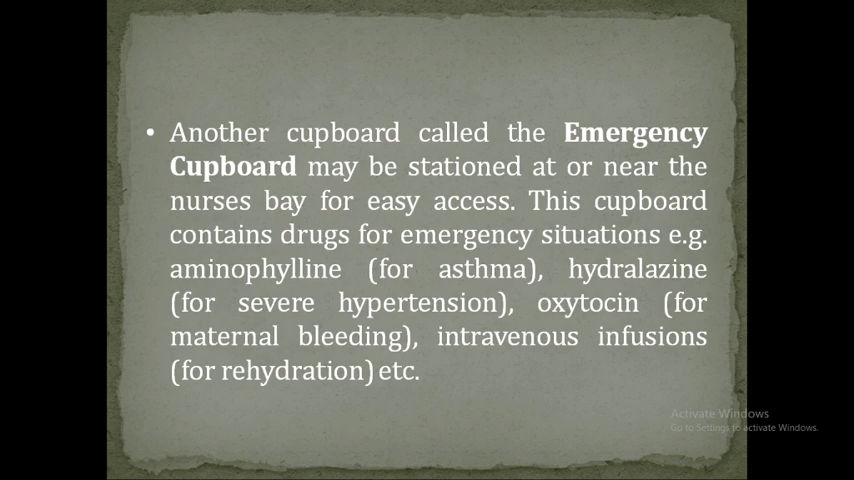 • Another cupboard called the Emergency
Cupboard may be stationed at or near the
nurses bay for easy access. This cupboard
contains drugs for emergency situations e.g.
aminophylline (for asthma), hydralazine
(for severe hypertension), oxytocin (for
maternal bleeding), intravenous infusions
(for rehydration) etc.
Activate Windows
Go to Settings to activate Windows.